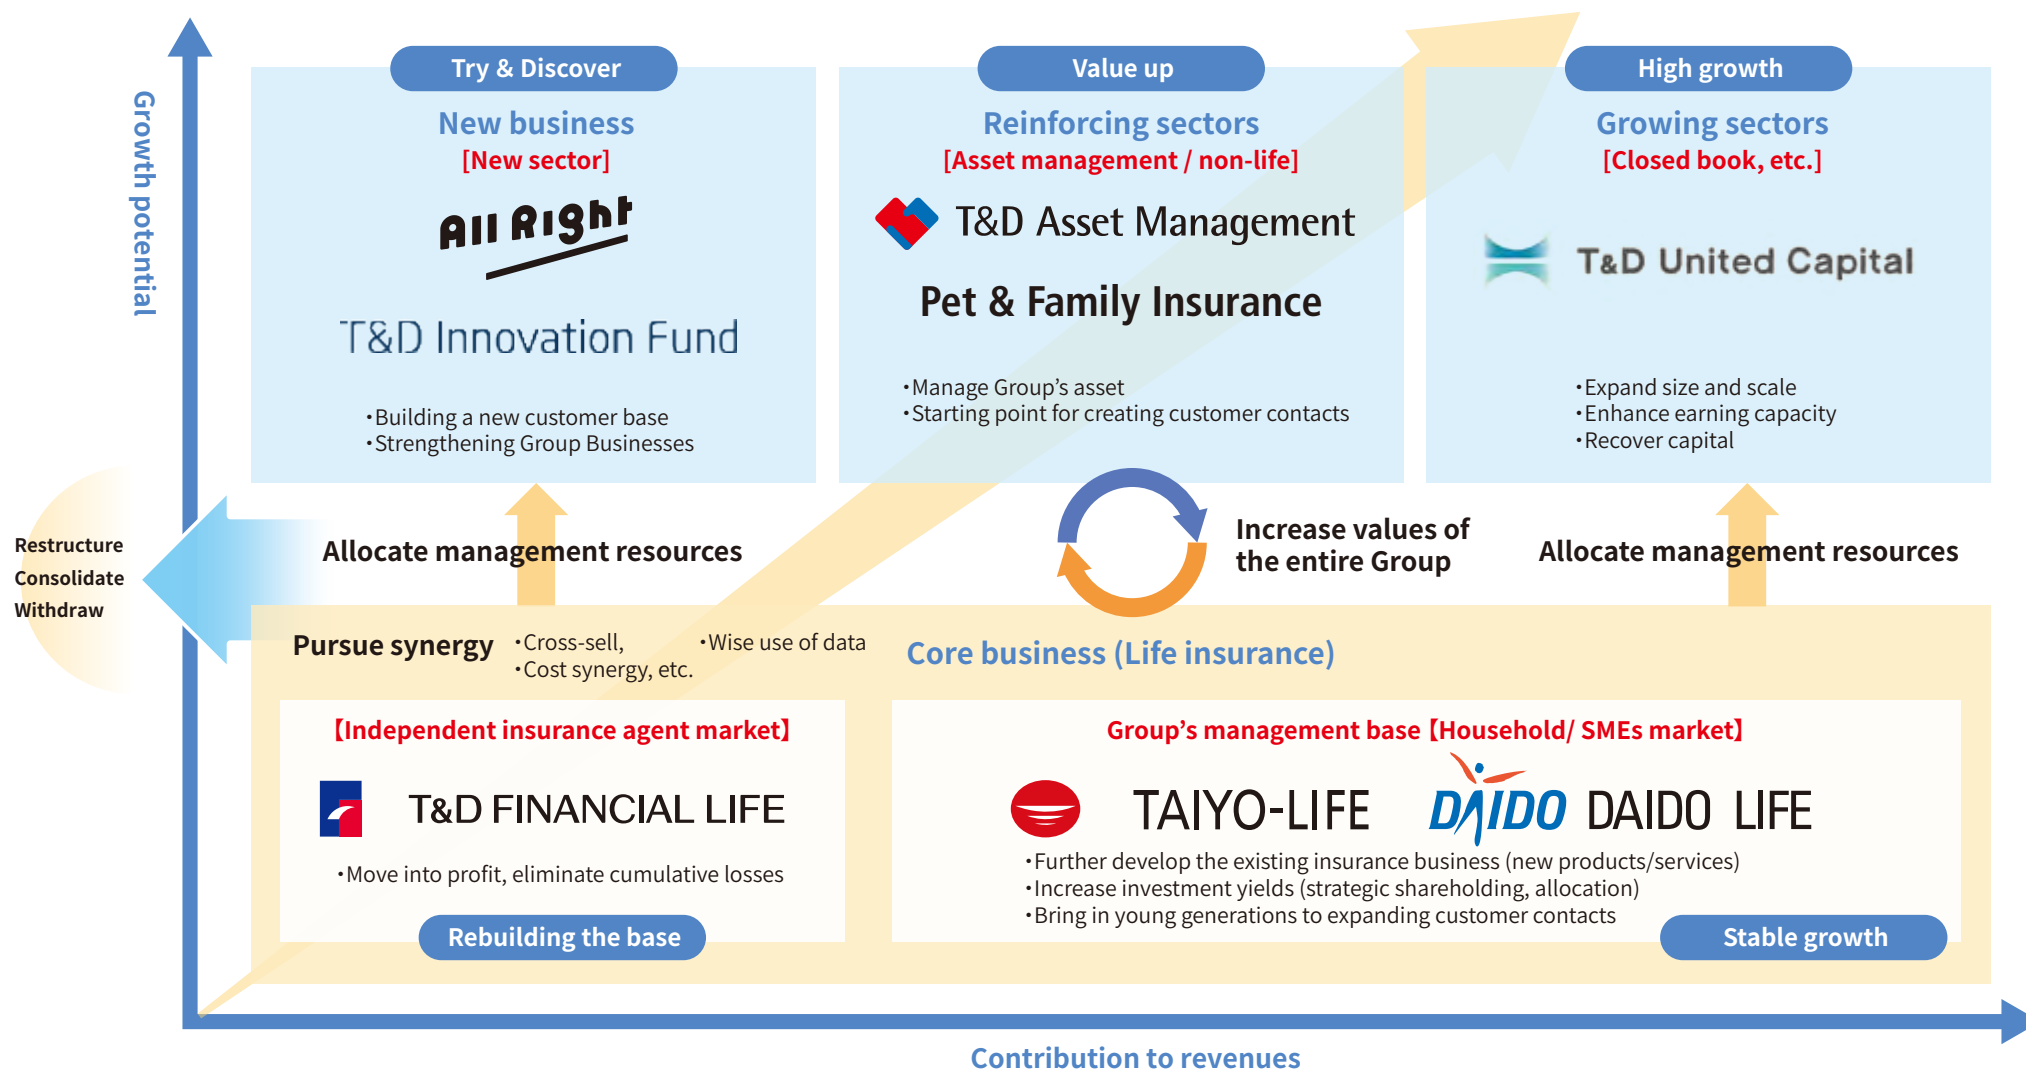 Growth potential
Try & Discover
New business
[New sector]
All Right
T&D Innovation Fund
・Building a new customer base
・Strengthening Group Businesses
Value up
Reinforcing sectors
[Asset management / non-life]
T&D Asset Management
Pet & Family Insurance
・Manage Group’s asset
・Starting point for creating customer contacts
High growth
Growing sectors
[Closed book, etc.]
T&D United Capital
・Expand size and scale
・Enhance earning capacity
・Recover capital
Restructure
Consolidate
Withdraw
Allocate management resources
Increase values of
the entire Group
Allocate management resources
Pursue synergy
・Cross-sell,
・Cost synergy, etc.
・Wise use of data
Core business (Life insurance)
【Independent insurance agent market】
T&D FINANCIAL LIFE
・Move into profit, eliminate cumulative losses
Rebuilding the base
Group’s management base【Household/ SMEs market】
TAIYO-LIFE
DAIDO DAIDO LIFE
・Further develop the existing insurance business (new products/services)
・Increase investment yields (strategic shareholding, allocation)
・Bring in young generations to expanding customer contacts
Stable growth
Contribution to revenues